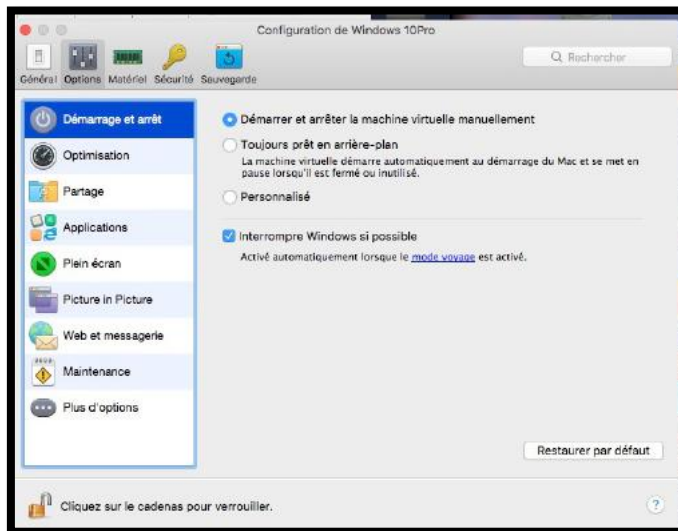 Configuration de Windows 10Pro
Général Options Matériel Sécurité Sauvegarde
Rechercher
Démarrage et arrêt
Optimisation
Partage
Applications
Plein écran
Picture in Picture
Web et messagerie
Maintenance
Plus d'options
Démarrer et arrêter la machine virtuelle manuellement
Toujours prêt en arrière-plan
La machine virtuelle démarre automatiquement au démarrage du Mac et se met en
pause lorsqu'il est fermé ou inutilisé.
Personnalisé
Interrompre Windows si possible
Activé automatiquement lorsque le mode voyage est activé.
Restaurer par défaut
Cliquez sur le cadenas pour verrouiller.
?